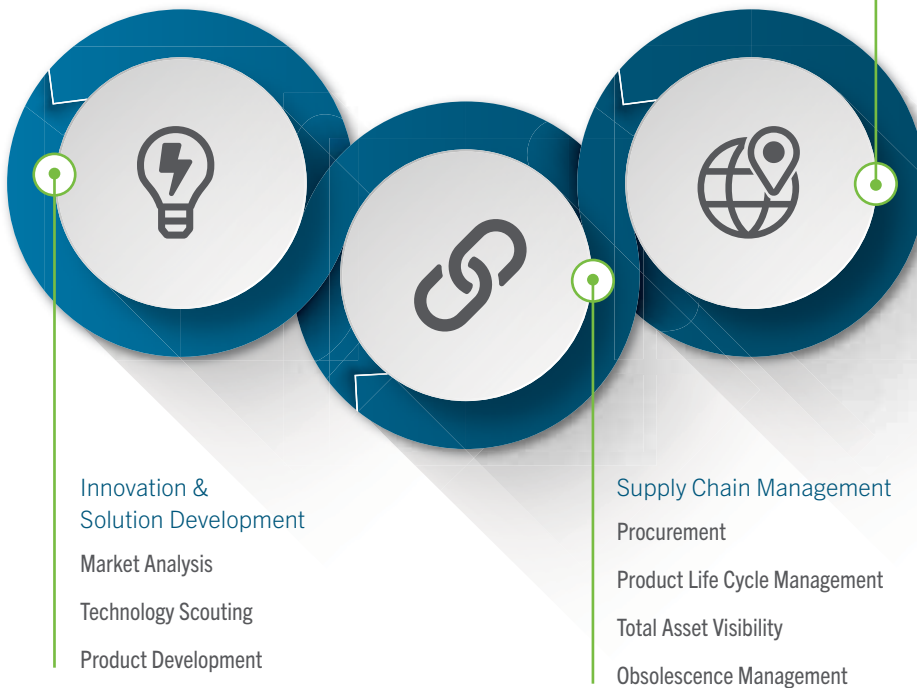 Innovation &
Solution Development
Market Analysis
Technology Scouting
Product Development
Supply Chain Management
Procurement
Product Life Cycle Management
Total Asset Visibility
Obsolescence Management